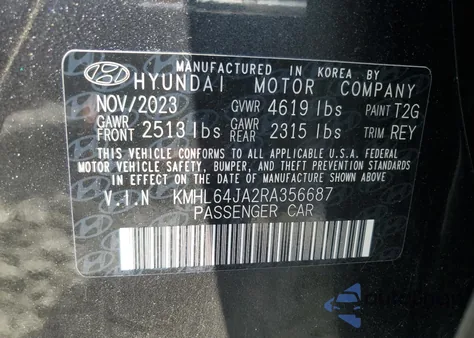 MANUFACTURED IN KOREA BY
HYUNDAI MOTOR COMPANY
NOV/2023 GVWR 4619 lbs PAINT T2G
GAWR FRONT 2513 lbs GAWR REAR 2315 lbs TRIM REY
THIS VEHICLE CONFORMS TO ALL APPLICABLE U.S.A. FEDERAL
MOTOR VEHICLE SAFETY, BUMPER, AND THEFT PREVENTION
STANDARDS IN EFFECT ON THE DATE OF MANUFACTURE SHOWN ABOVE.
V.I.N KMHL64JA2RA356687
PASSENGER CAR